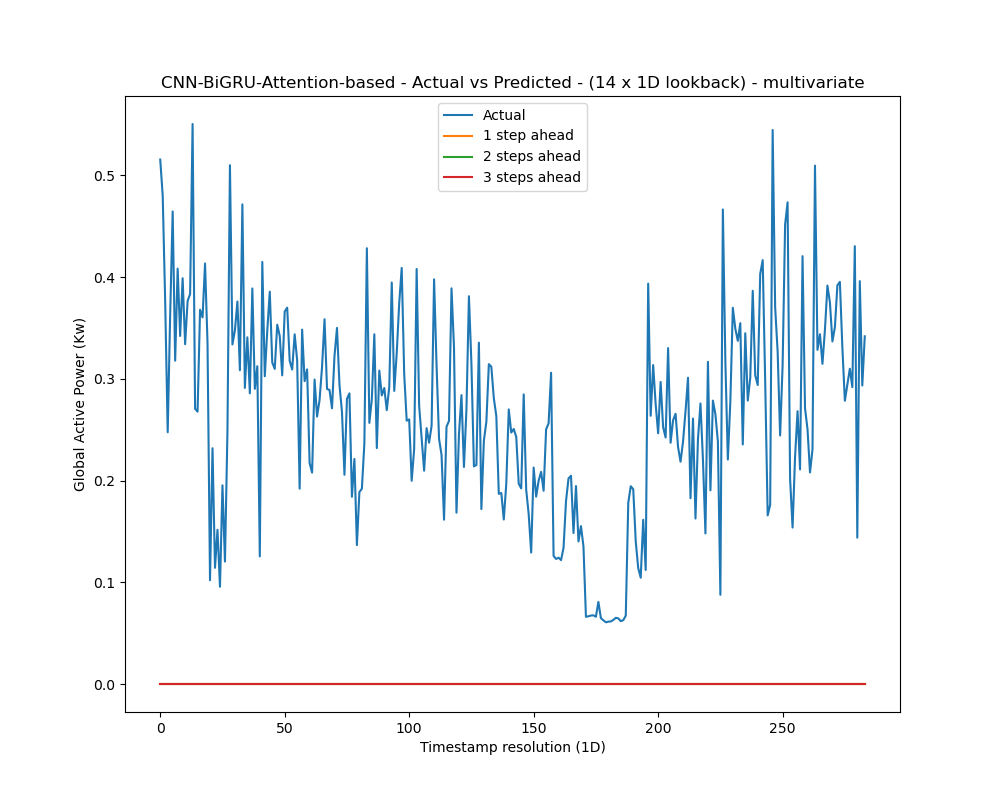 CNN-BiGRU-Attention-based - Actual vs Predicted - (14 x 1D lookback) - multivariate
Actual
1 step ahead
2 steps ahead
3 steps ahead
Global Active Power (Kw)
0.5
0.4
0.3
0.2
0.1
0.0
0 50 100 150 200 250
Timestamp resolution (1D)